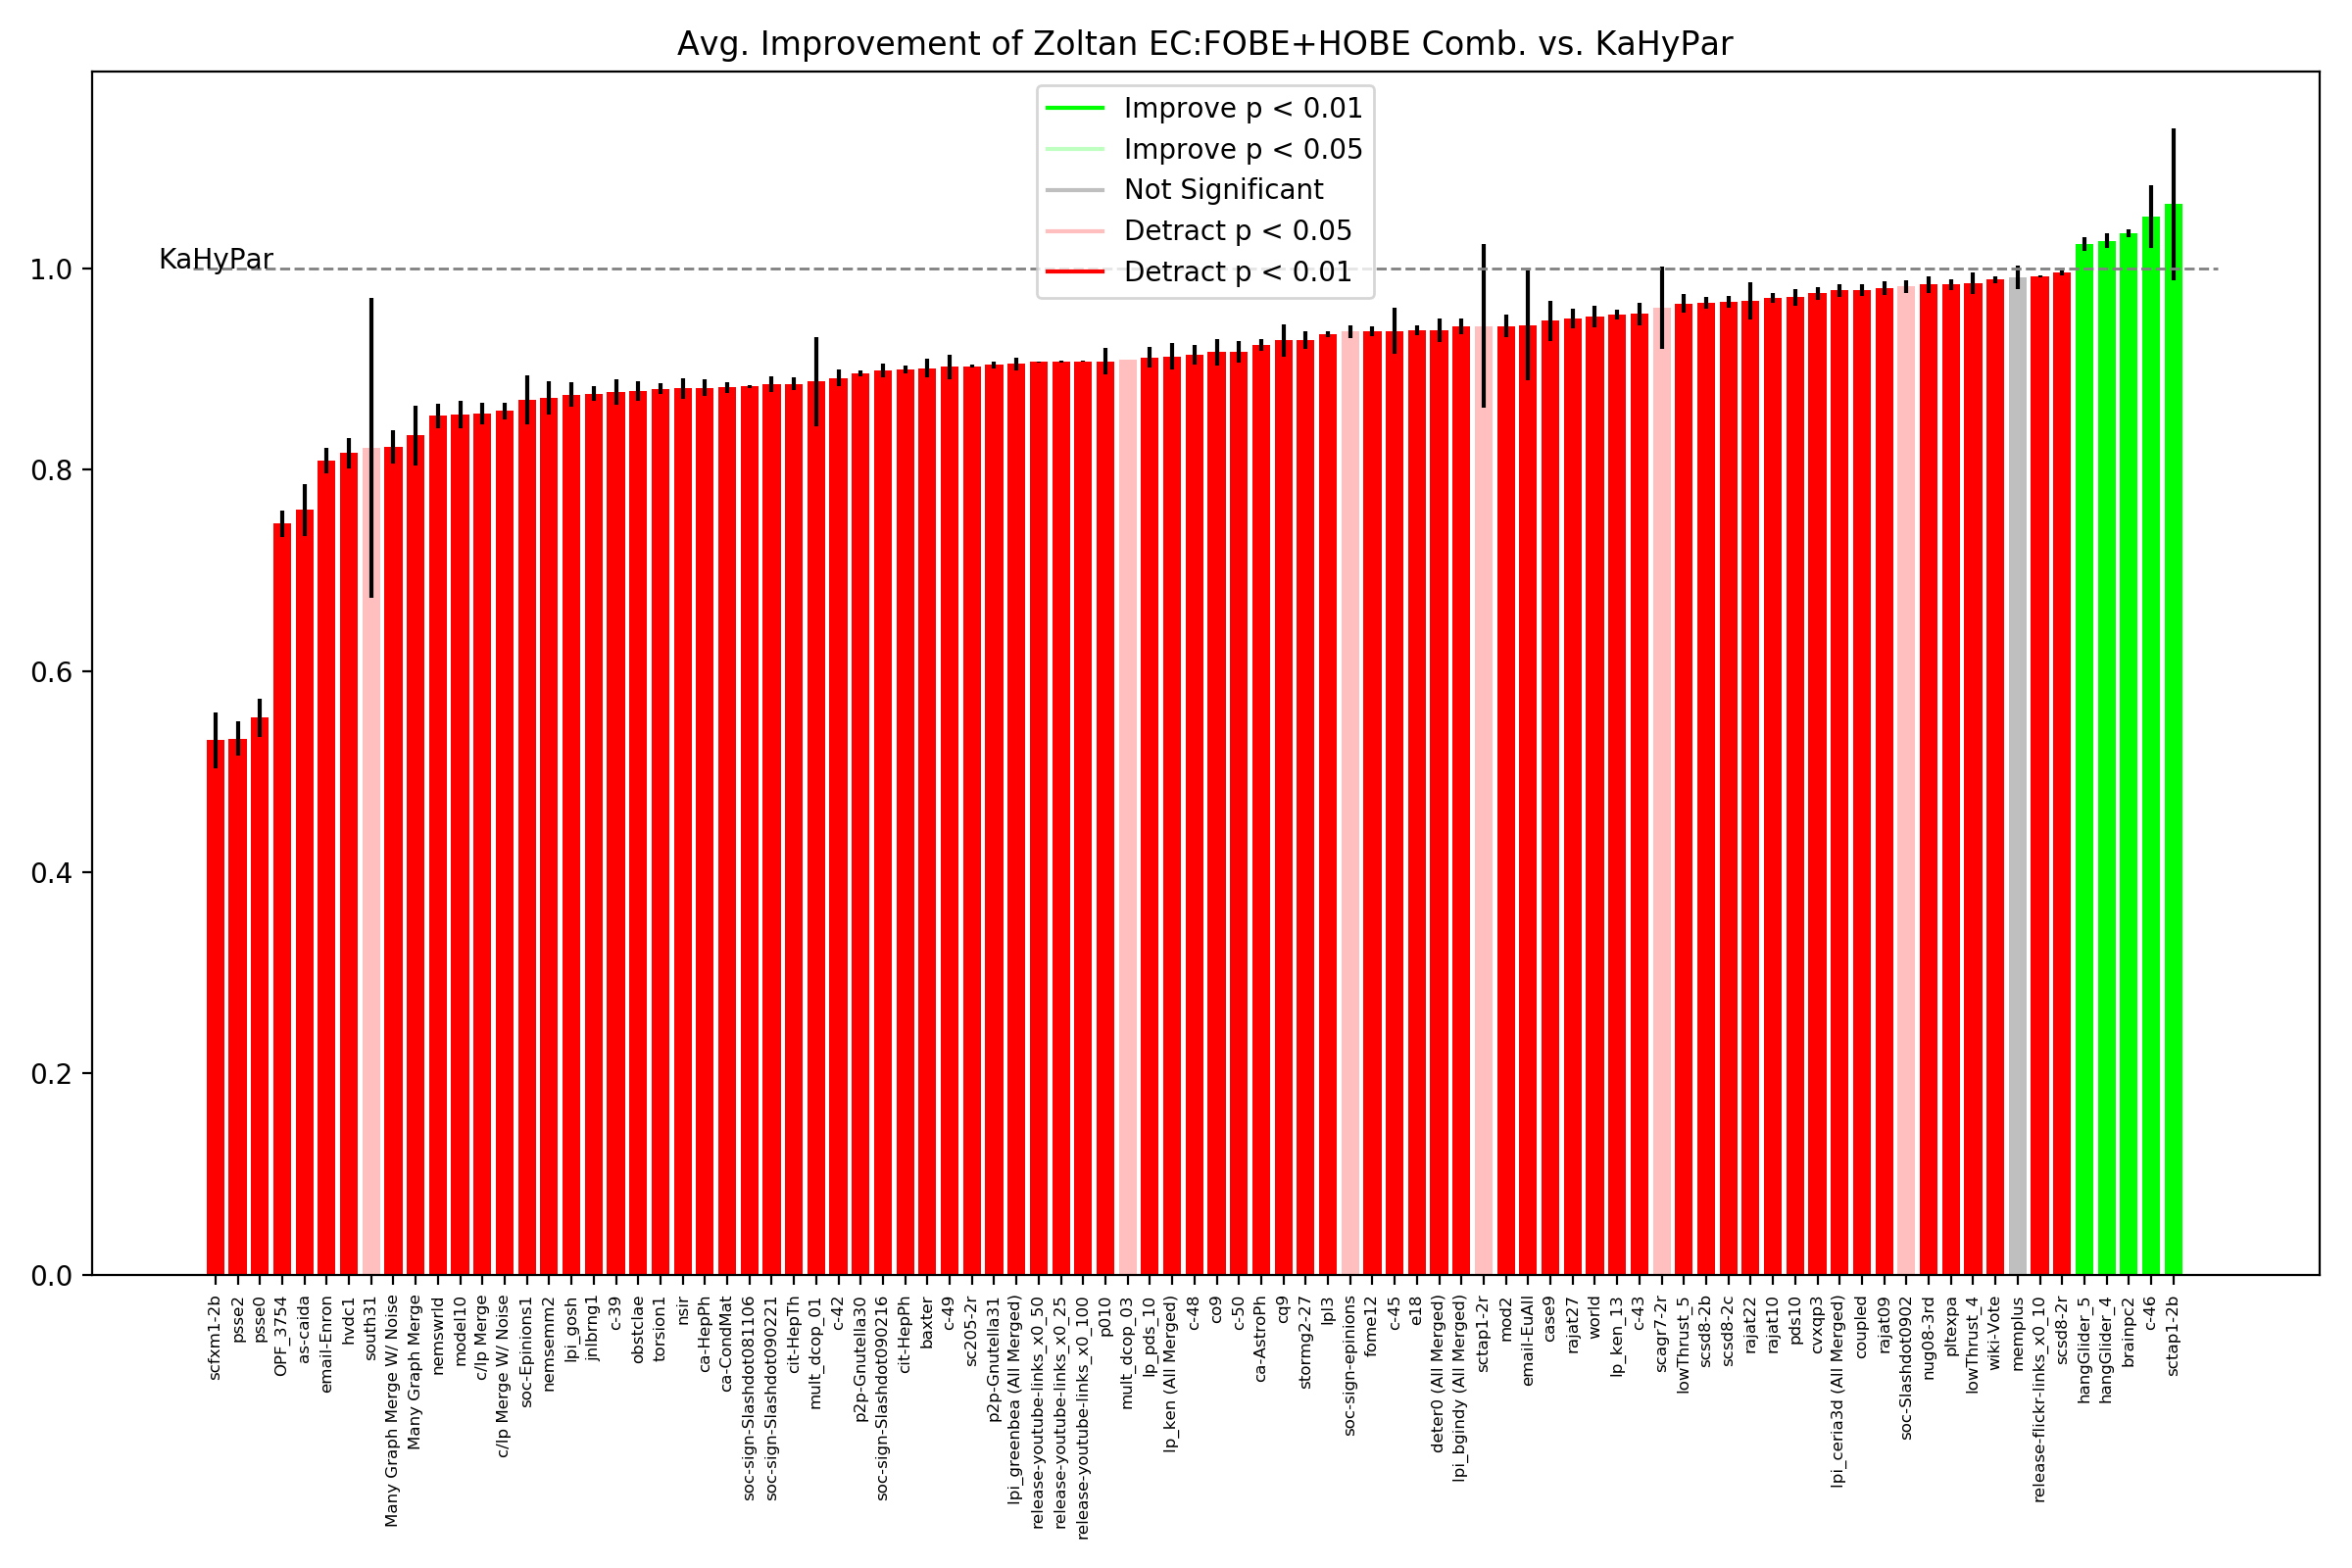 Avg. Improvement of Zoltan EC:FOBE+HOBE Comb. vs. KaHyPar
Improve p < 0.01
Improve p < 0.05
Not Significant
Detract p < 0.05
Detract p < 0.01
KaHyPar
1.0
0.8
0.6
0.4
0.2
0.0
scfxm1-2b
psse2
psse0
OPF_3754
as-caida
email-Enron
hvdc1
south31
Many Graph Merge W/ Noise
Many Graph Merge
nemswrld
model10
c/lp Merge
c/lp Merge W/ Noise
soc-Epinions1
nemsemm2
lpi_gosh
jnlbrng1
c-39
obstclae
torsion1
nsir
ca-HepPh
ca-CondMat
soc-sign-Slashdot081106
soc-sign-Slashdot090221
cit-HepTh
mult_dcop_01
c-42
p2p-Gnutella30
soc-sign-Slashdot090216
cit-HepPh
baxter
c-49
sc205-2r
p2p-Gnutella31
lpi_greenbea (All Merged)
release-youtube-links_x0_50
release-youtube-links_x0_25
release-youtube-links_x0_100
p010
mult_dcop_03
lp_pds_10
lp_ken (All Merged)
c-48
co9
c-50
ca-AstroPh
cq9
stormg2-27
lpl3
soc-sign-epinions
fome12
c-45
e18
deter0 (All Merged)
lpi_bgindy (All Merged)
sctap1-2r
mod2
email-EuAll
case9
rajat27
world
lp_ken_13
c-43
scagr7-2r
lowThrust_5
scsd8-2b
scsd8-2c
rajat22
rajat10
pds10
cvxqp3
lpi_ceria3d (All Merged)
coupled
rajat09
soc-Slashdot0902
nug08-3rd
pltexpa
lowThrust_4
wiki-Vote
memplus
release-flickr-links_x0_10
scsd8-2r
hangGlider_5
hangGlider_4
brainpc2
c-46
sctap1-2b